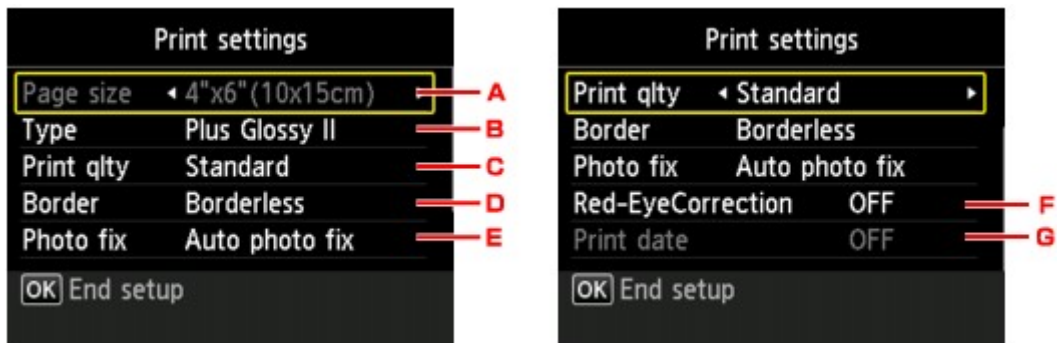 Print settings
Page size 4"x6"(10x15cm) A
Type Plus Glossy II B
Print qlty Standard C
Border Borderless D
Photo fix Auto photo fix E
OK End setup
Print settings
Print qlty Standard
Border Borderless
Photo fix Auto photo fix
Red-EyeCorrection OFF F
Print date OFF G
OK End setup